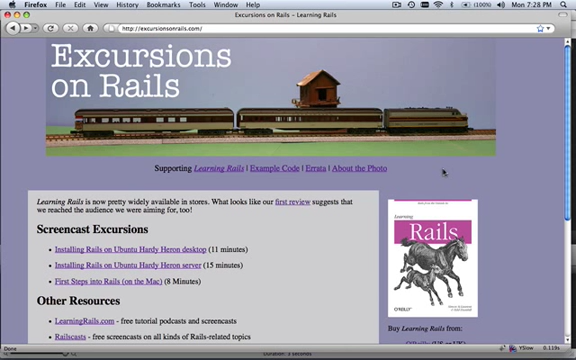 Firefox File Edit View History Bookmarks Tools Window Help (100%) Mon 7:28 PM
Excursions on Rails – Learning Rails
http://excursionsonrails.com/
Excursions
on Rails
Supporting Learning Rails | Example Code | Errata | About the Photo
Learning Rails is now pretty widely available in stores. What looks like our first review suggests that
we reached the audience we were aiming for, too!
Screencast Excursions
• Installing Rails on Ubuntu Hardy Heron desktop (11 minutes)
• Installing Rails on Ubuntu Hardy Heron server (15 minutes)
• First Steps into Rails (on the Mac) (8 Minutes)
Other Resources
• LearningRails.com - free tutorial podcasts and screencasts
• Railscasts - free screencasts on all kinds of Rails-related topics
Learning
Rails
O'REILLY
Buy Learning Rails from:
Done
YSlow 0.119s